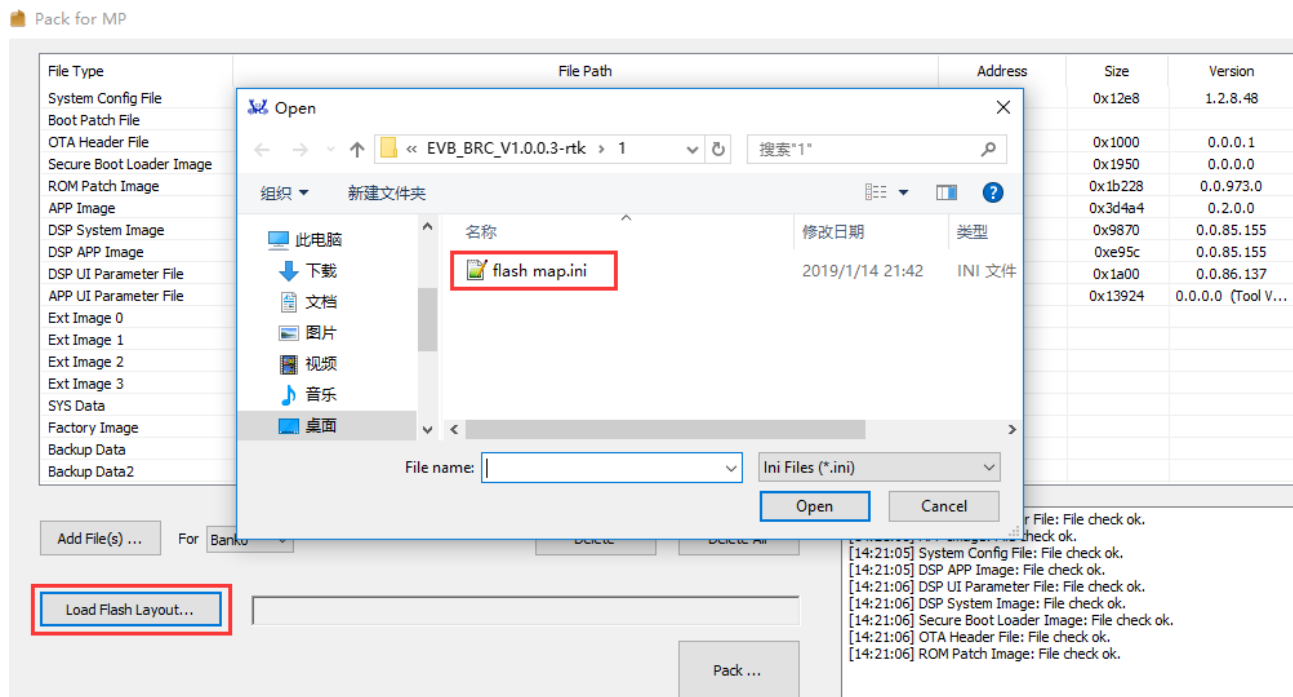 Pack for MP
File Type File Path Address Size Version
System Config File 0x12e8 1.2.8.48
Boot Patch File
OTA Header File 0x1000 0.0.0.1
Secure Boot Loader Image 0x1950 0.0.0.0
ROM Patch Image 0x1b228 0.0.973.0
APP Image 0x3d4a4 0.2.0.0
DSP System Image 0x9870 0.0.85.155
DSP APP Image 0xe95c 0.0.85.155
DSP UI Parameter File 0x1a00 0.0.86.137
APP UI Parameter File 0x13924 0.0.0.0 (Tool V...
Ext Image 0
Ext Image 1
Ext Image 2
Ext Image 3
SYS Data
Factory Image
Backup Data
Backup Data2
Open
« EVB_BRC_V1.0.0.3-rtk › 1 搜索"1"
组织 新建文件夹
名称 修改日期 类型
此电脑
下载
文档
图片
视频
音乐
桌面
flash map.ini 2019/1/14 21:42 INI 文件
File name: Ini Files (*.ini)
Open Cancel
Add File(s) ... For Bank0 Delete Delete All
Load Flash Layout...
Pack ...
r File: File check ok.
APP Image: File check ok.
[14:21:05] System Config File: File check ok.
[14:21:05] DSP APP Image: File check ok.
[14:21:06] DSP UI Parameter File: File check ok.
[14:21:06] DSP System Image: File check ok.
[14:21:06] Secure Boot Loader Image: File check ok.
[14:21:06] OTA Header File: File check ok.
[14:21:06] ROM Patch Image: File check ok.